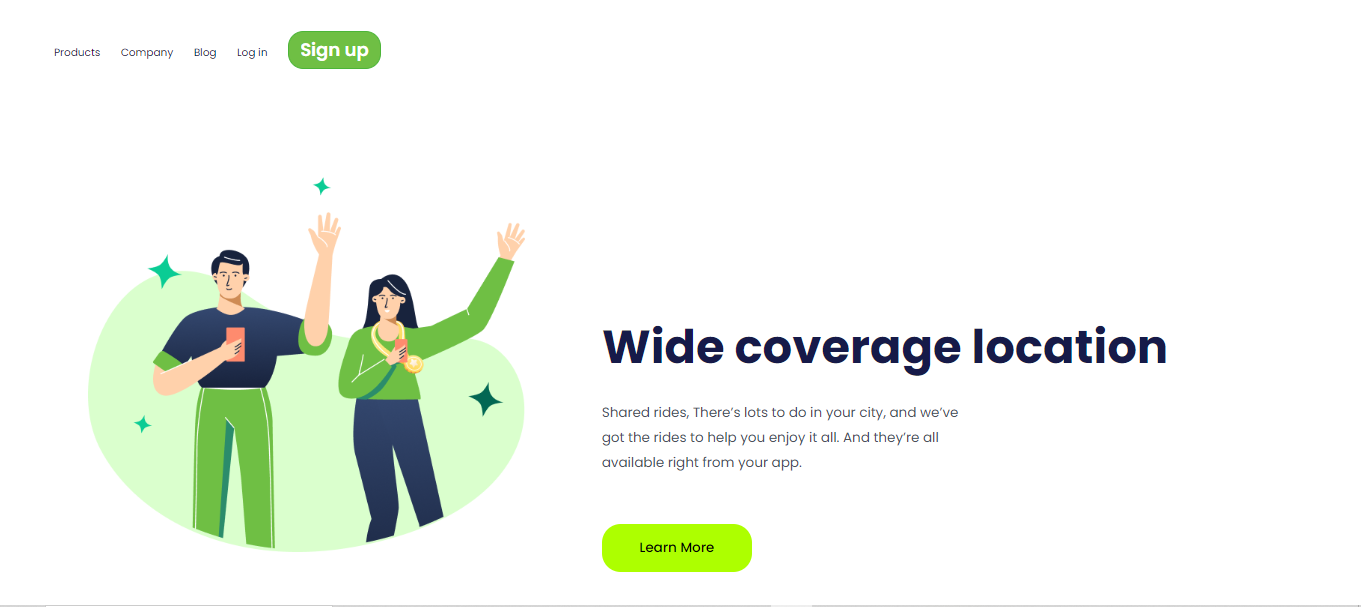 Products Company Blog Log in Sign up
Wide coverage location
Shared rides, There’s lots to do in your city, and we’ve
got the rides to help you enjoy it all. And they’re all
available right from your app.
Learn More